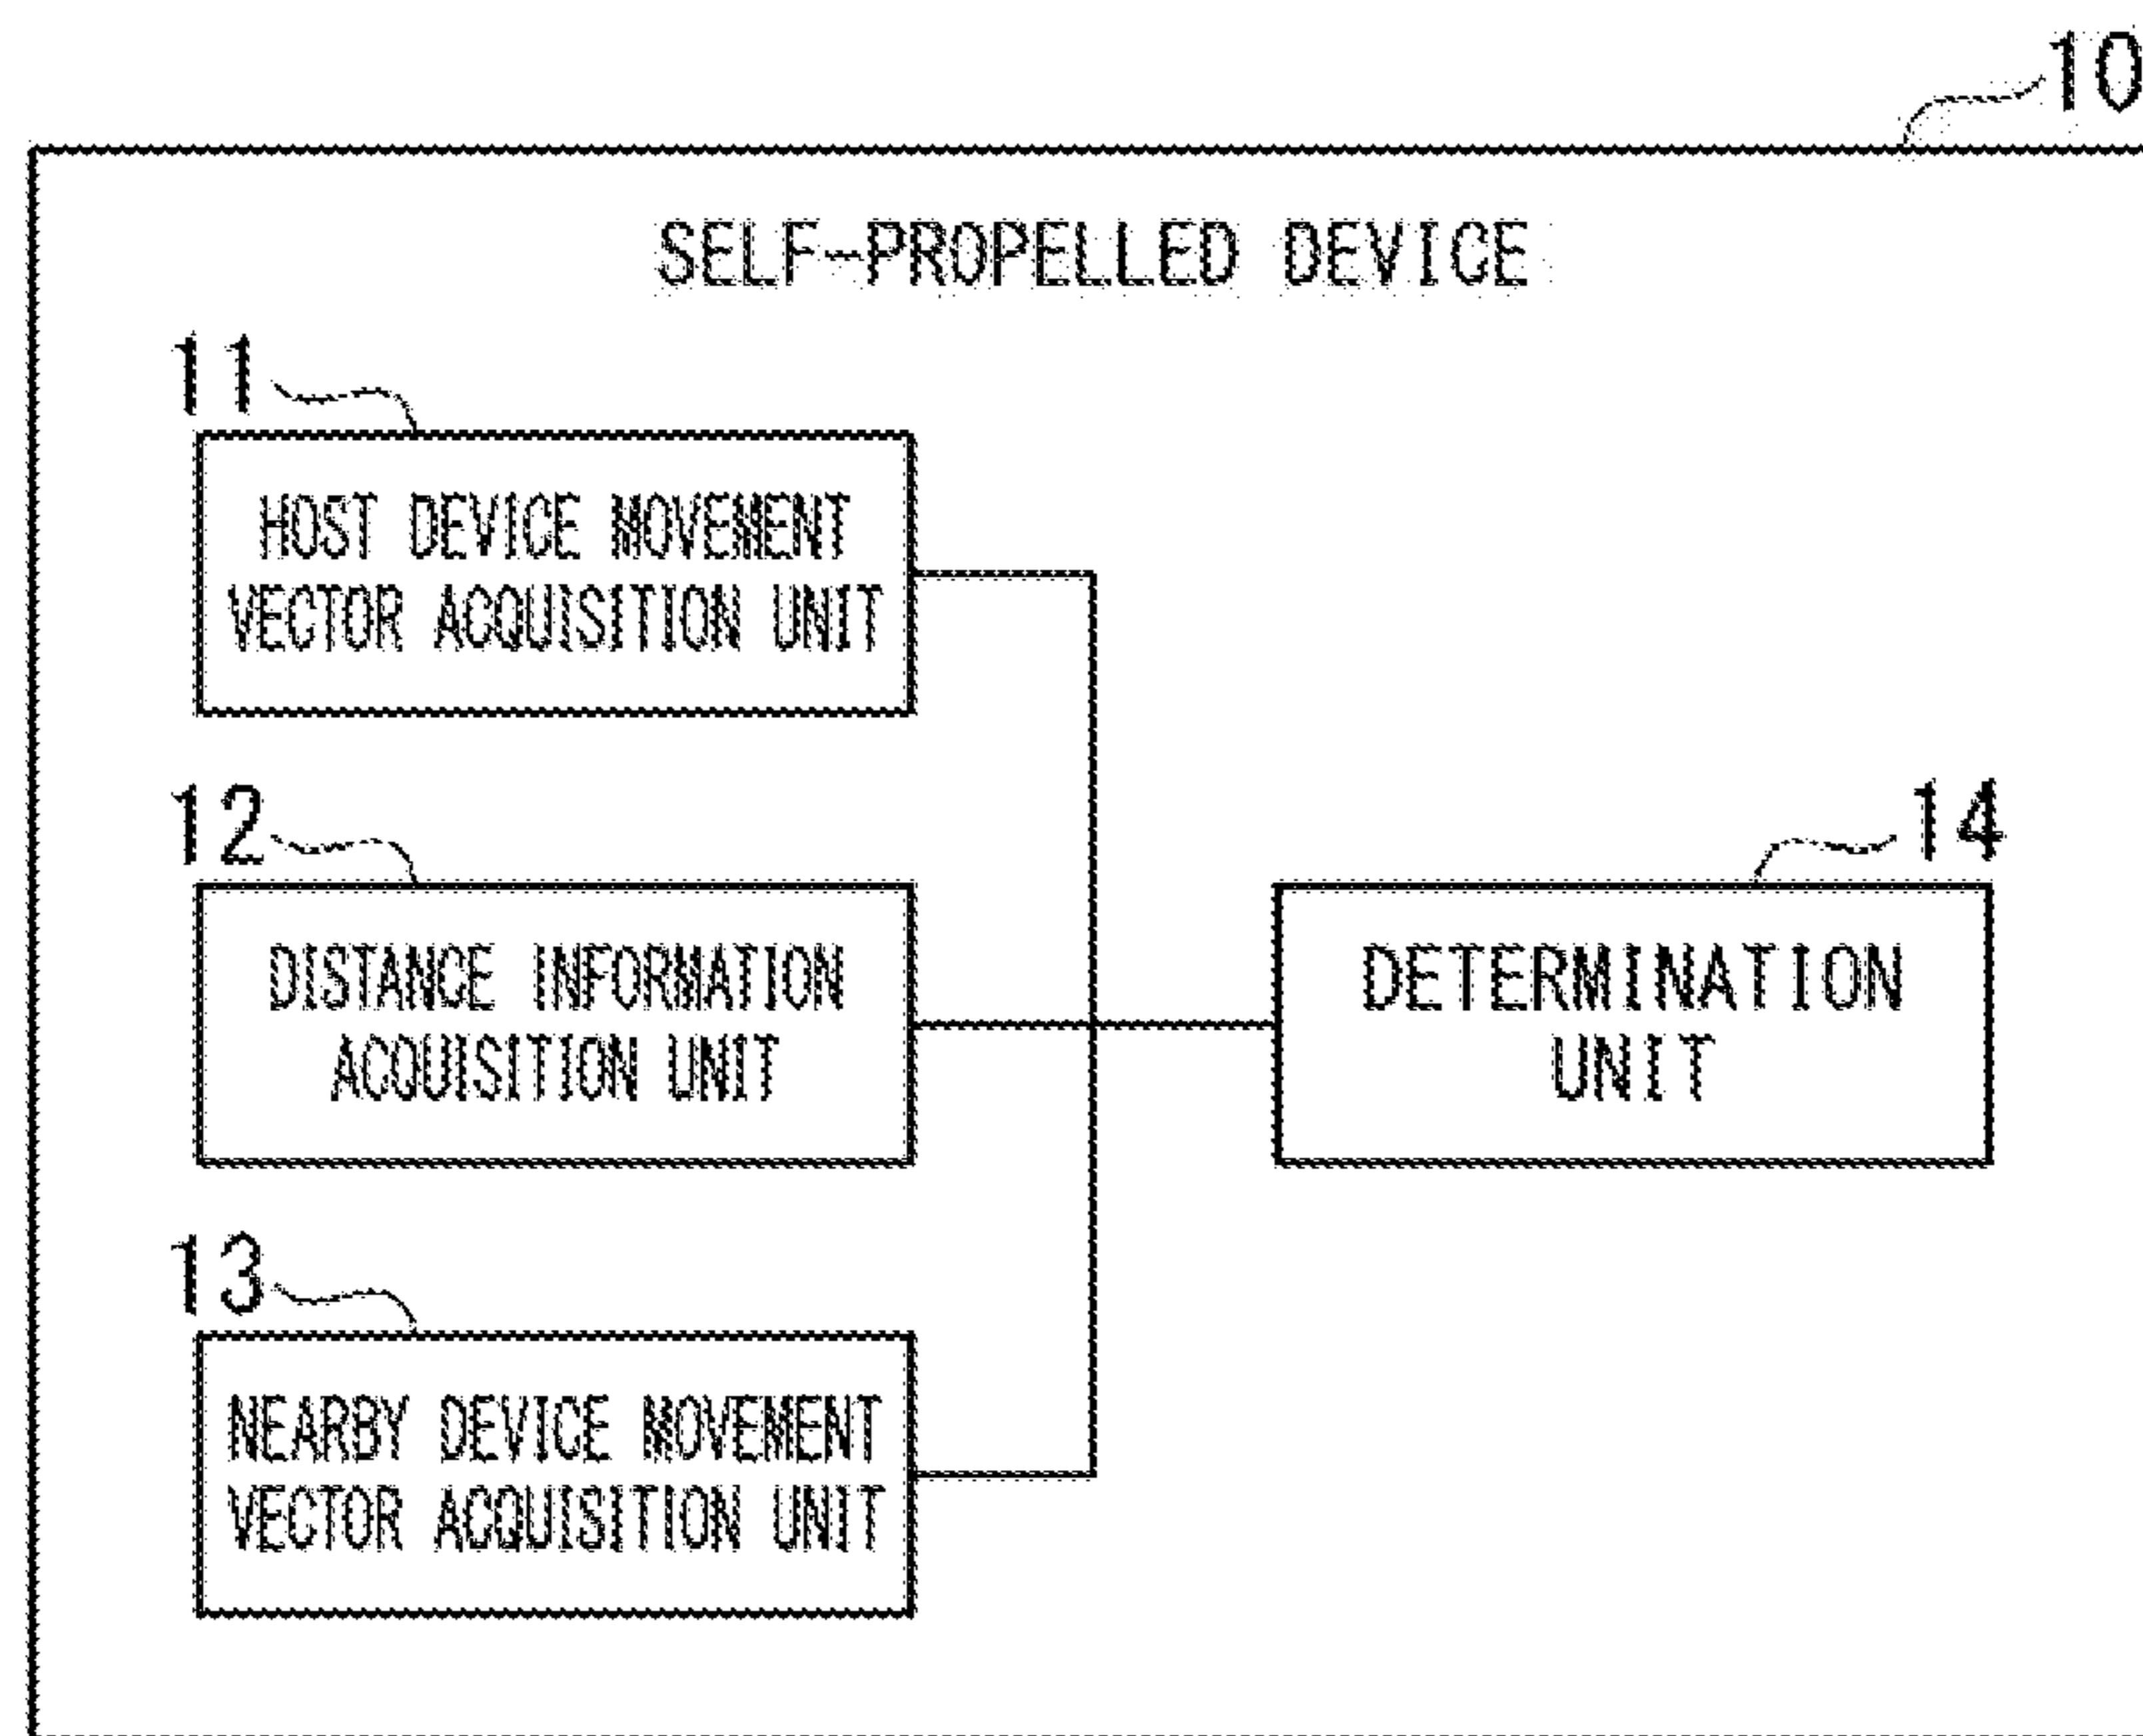 10
SELF-PROPELLED DEVICE
11
HOST DEVICE MOVEMENT
VECTOR ACQUISITION UNIT
12
DISTANCE INFORMATION
ACQUISITION UNIT
14
DETERMINATION
UNIT
13
NEARBY DEVICE MOVEMENT
VECTOR ACQUISITION UNIT